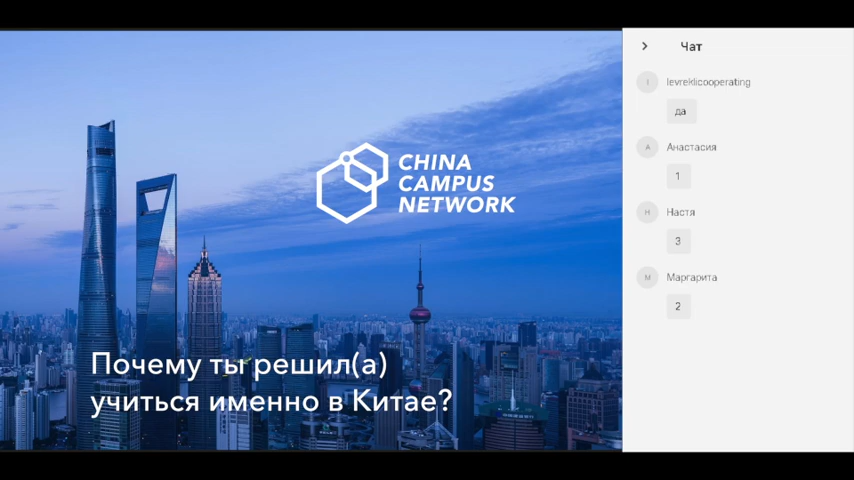 CHINA
CAMPUS
NETWORK
Почему ты решил(а)
учиться именно в Китае?
Чат
I
levreklicooperating
да
А
Анастасия
1
Н
Настя
3
М
Маргарита
2